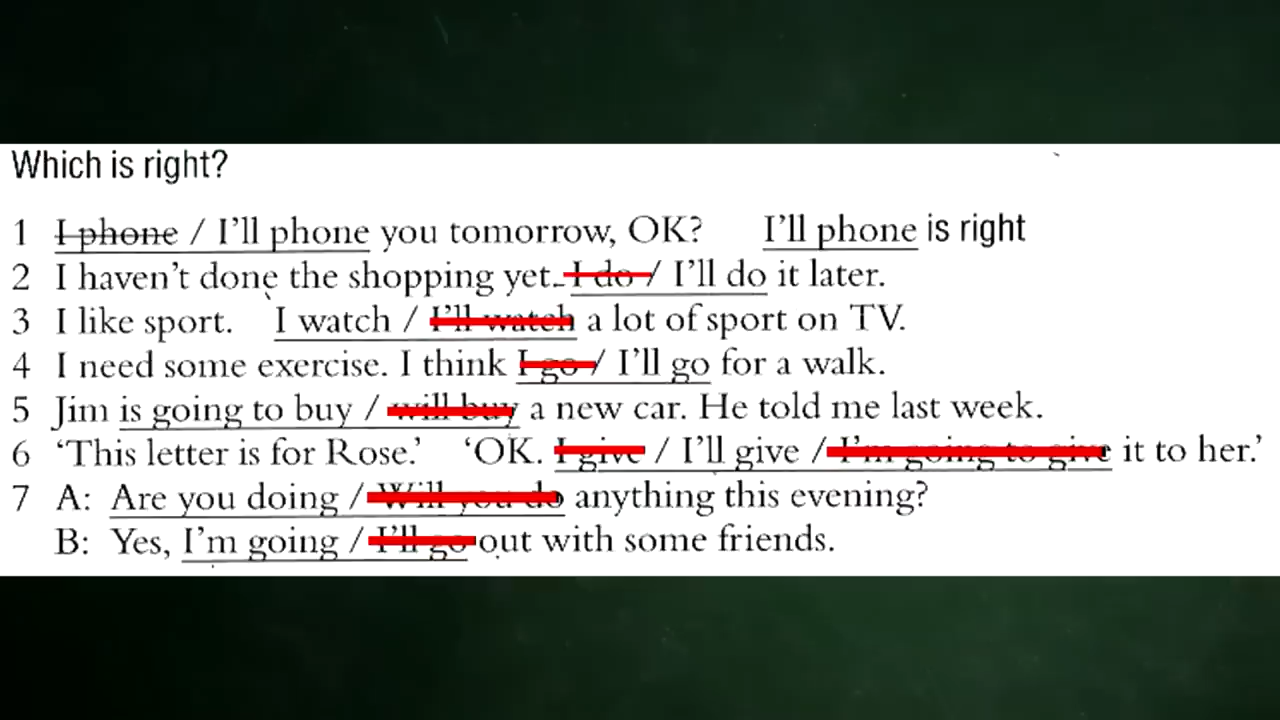 Which is right?
1 I phone / I'll phone you tomorrow, OK? I'll phone is right
2 I haven't done the shopping yet. I do / I'll do it later.
3 I like sport. I watch / I'll watch a lot of sport on TV.
4 I need some exercise. I think I go / I'll go for a walk.
5 Jim is going to buy / will buy a new car. He told me last week.
6 ‘This letter is for Rose.’ ‘OK. I give / I'll give / I'm going to give it to her.’
7 A: Are you doing / Will you do anything this evening?
B: Yes, I'm going / I'll go out with some friends.